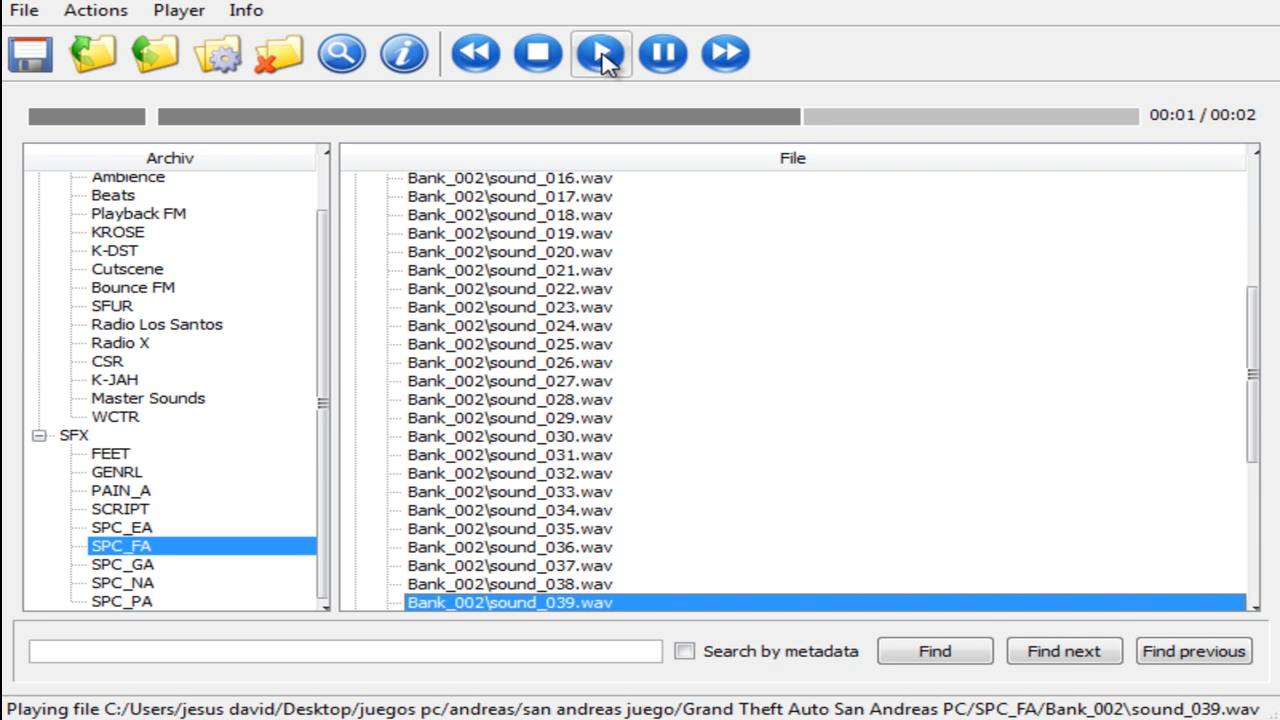 File Actions Player Info
00:01 / 00:02
Archiv
Ambience
Beats
Playback FM
KROSE
K-DST
Cutscene
Bounce FM
SFUR
Radio Los Santos
Radio X
CSR
K-JAH
Master Sounds
WCTR
SFX
FEET
GENRL
PAIN_A
SCRIPT
SPC_EA
SPC_FA
SPC_GA
SPC_NA
SPC_PA
File
Bank_002\sound_016.wav
Bank_002\sound_017.wav
Bank_002\sound_018.wav
Bank_002\sound_019.wav
Bank_002\sound_020.wav
Bank_002\sound_021.wav
Bank_002\sound_022.wav
Bank_002\sound_023.wav
Bank_002\sound_024.wav
Bank_002\sound_025.wav
Bank_002\sound_026.wav
Bank_002\sound_027.wav
Bank_002\sound_028.wav
Bank_002\sound_029.wav
Bank_002\sound_030.wav
Bank_002\sound_031.wav
Bank_002\sound_032.wav
Bank_002\sound_033.wav
Bank_002\sound_034.wav
Bank_002\sound_035.wav
Bank_002\sound_036.wav
Bank_002\sound_037.wav
Bank_002\sound_038.wav
Bank_002\sound_039.wav
Search by metadata Find Find next Find previous
Playing file C:/Users/jesus david/Desktop/juegos pc/andreas/san andreas juego/Grand Theft Auto San Andreas PC/SPC_FA/Bank_002\sound_039.wav